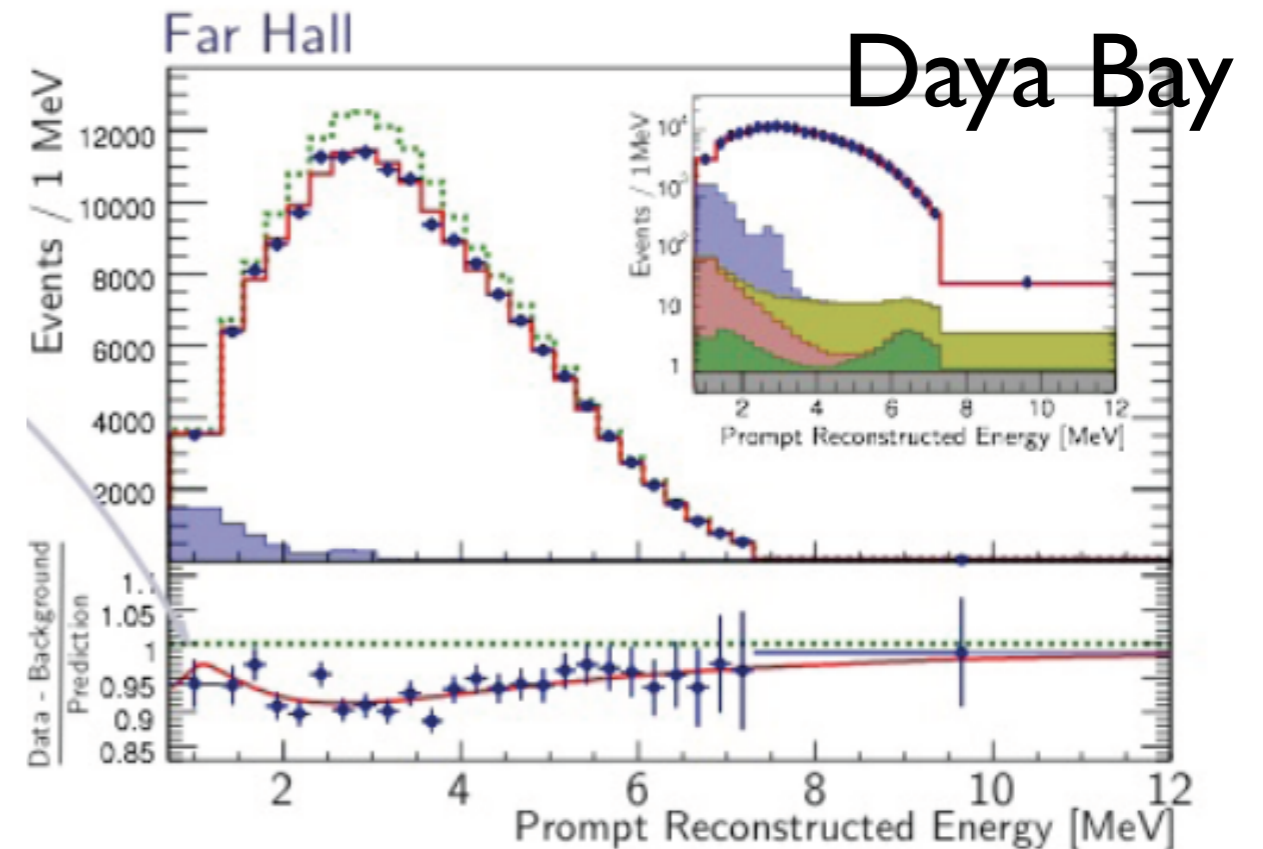 Far Hall
Daya Bay
Events / 1 MeV
12000
10000
8000
6000
4000
2000
Events / 1 MeV
10⁴
10³
10²
10
1
2 4 6 8 10 12
Prompt Reconstructed Energy [MeV]
Data - Background
Prediction
1.05
1
0.95
0.9
0.85
2 4 6 8 10 12
Prompt Reconstructed Energy [MeV]